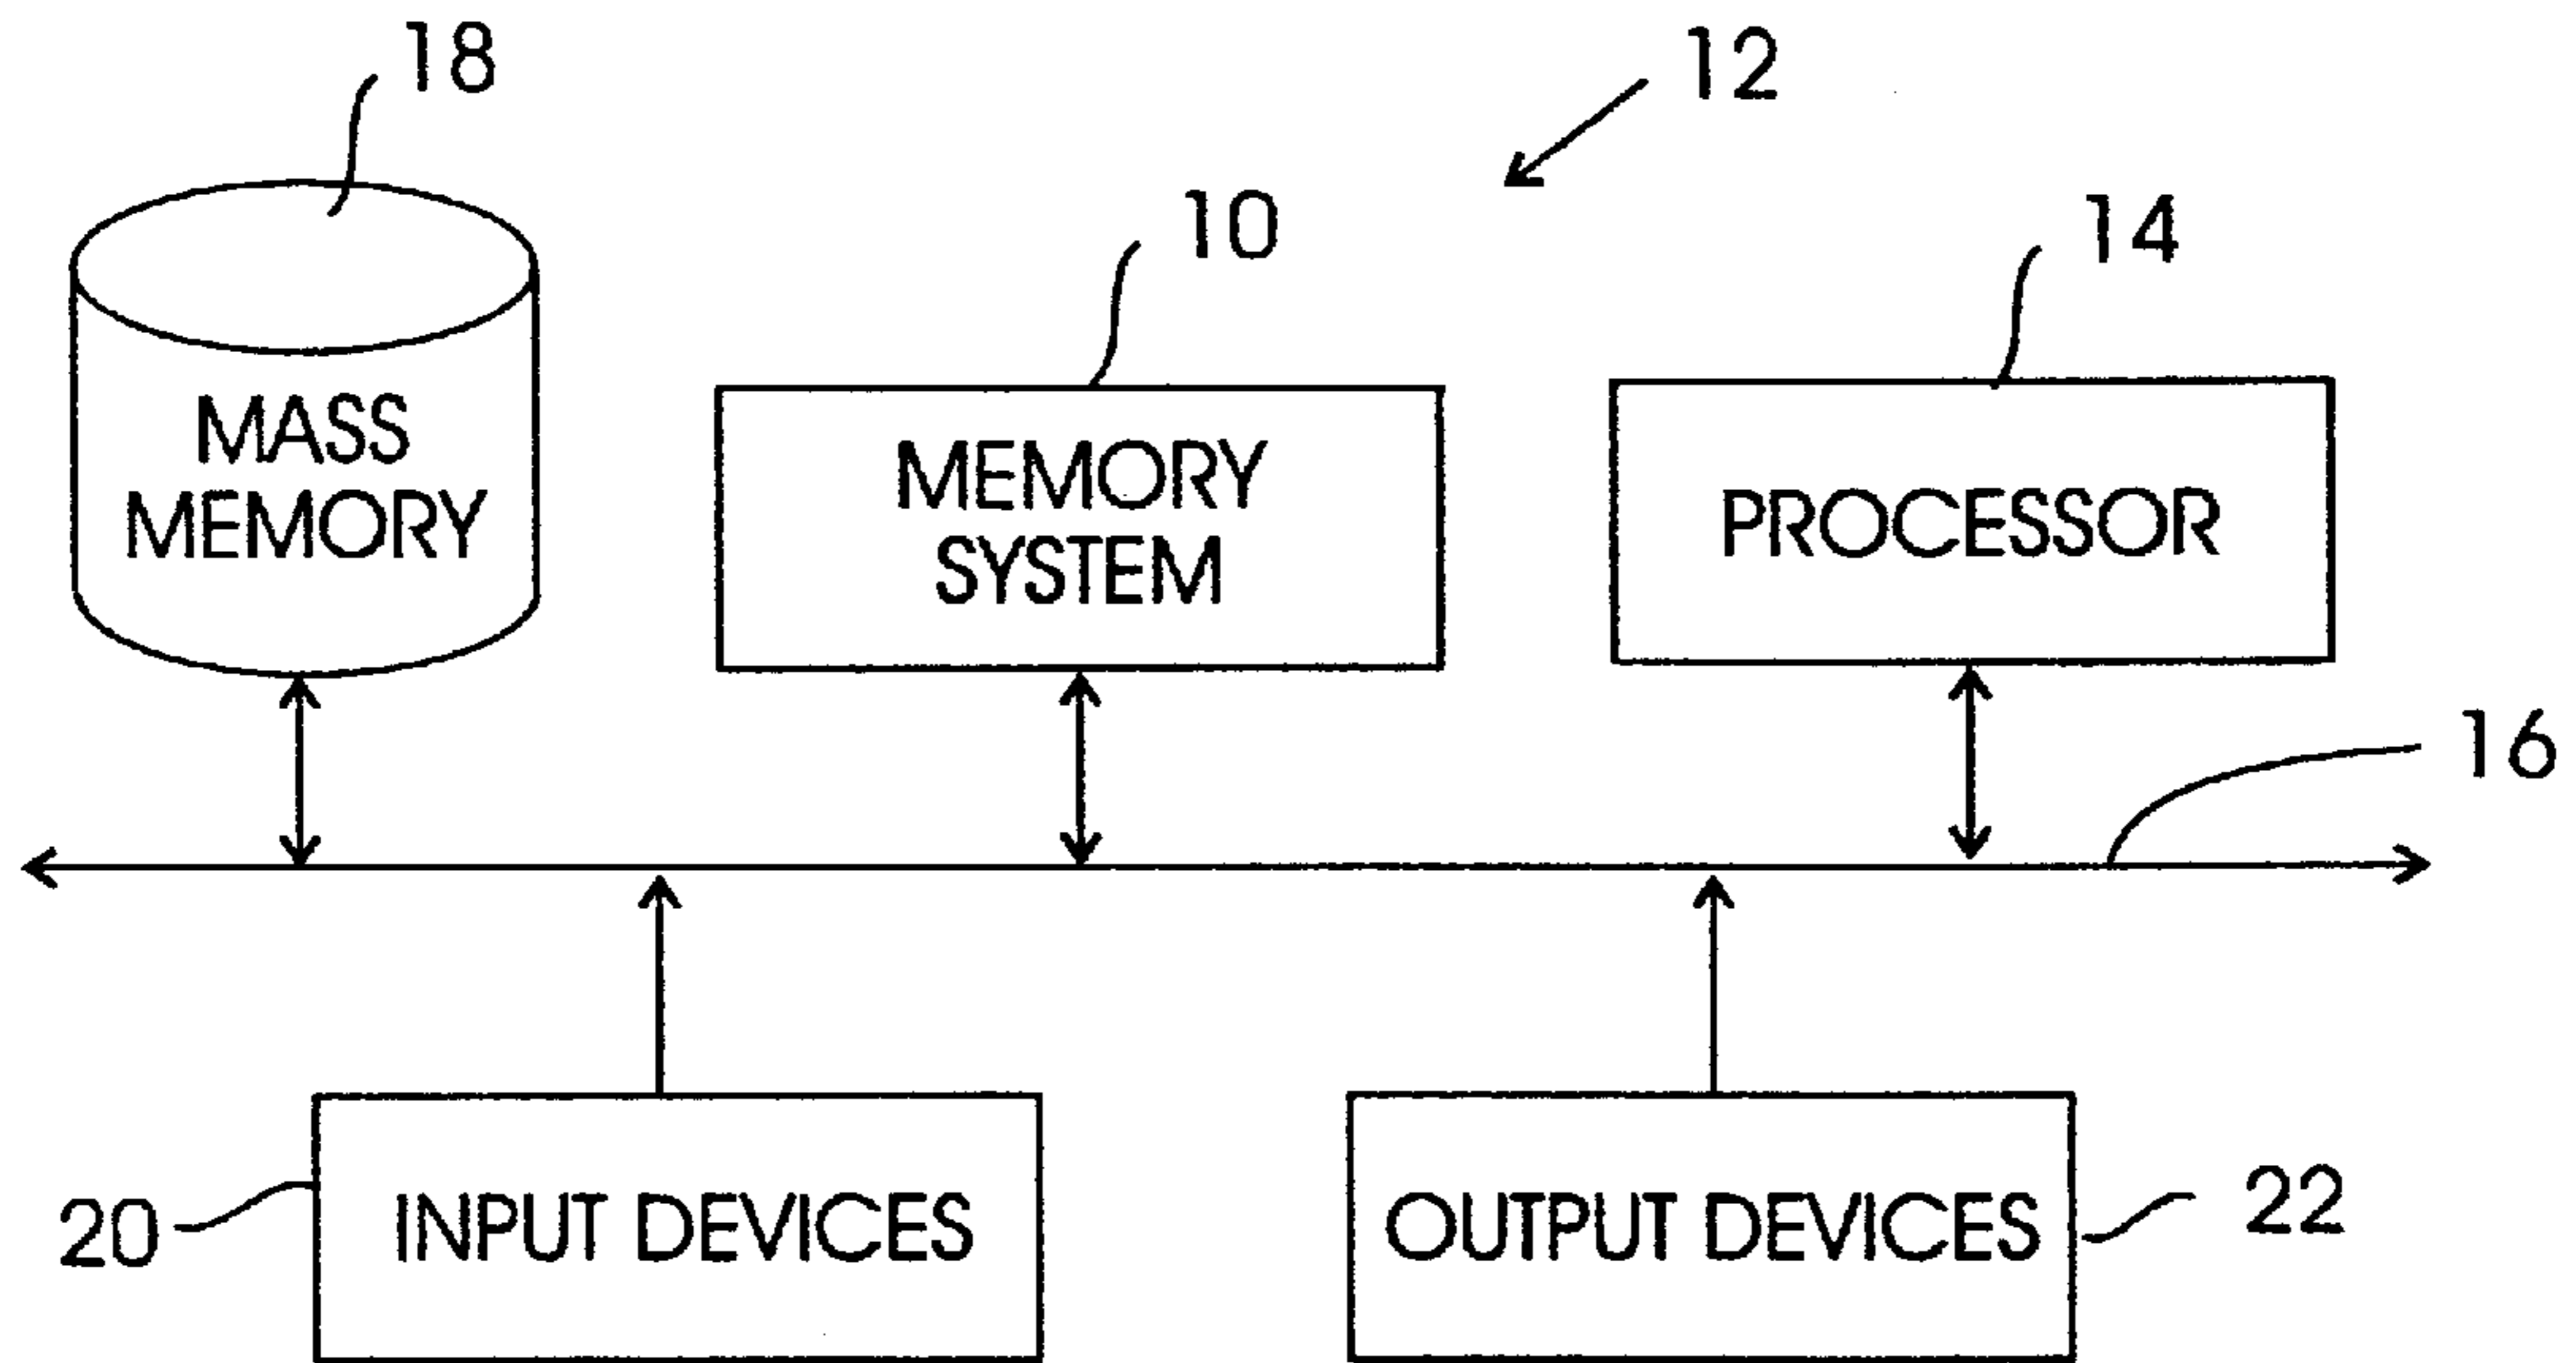 18
12
10
14
MASS
MEMORY
MEMORY
SYSTEM
PROCESSOR
16
20
INPUT DEVICES
OUTPUT DEVICES
22